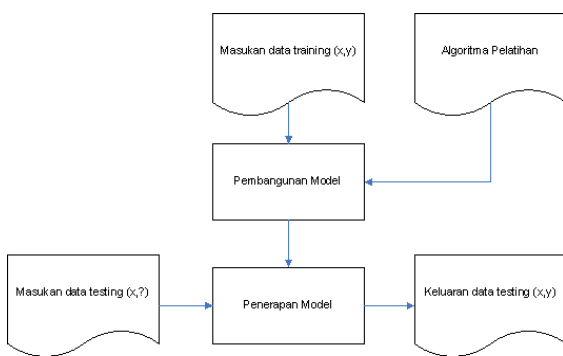 Masukan data training (x,y)
Algoritma Pelatihan
Pembangunan Model
Masukan data testing (x,?)
Penerapan Model
Keluaran data testing (x,y)